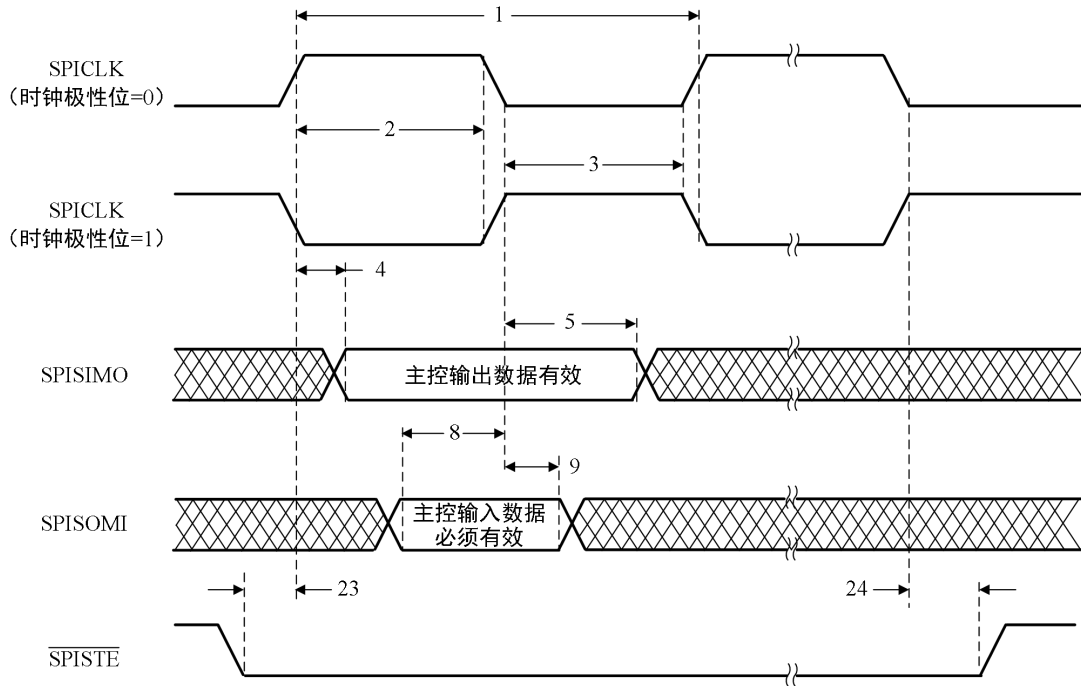 1
SPICLK
（时钟极性位=0）
2
3
SPICLK
（时钟极性位=1）
4
5
SPISIMO
主控输出数据有效
8
9
SPISOMI
主控输入数据
必须有效
23
24
SPISTE